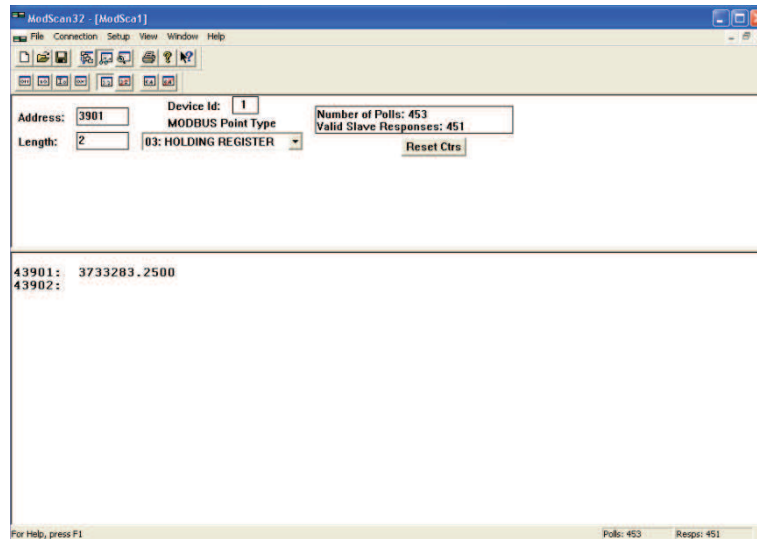 ModScan32 - [ModSca1]
File Connection Setup View Window Help
Address: 3901
Device Id: 1
MODBUS Point Type
Length: 2
03: HOLDING REGISTER
Number of Polls: 453
Valid Slave Responses: 451
Reset Ctrs
43901: 3733283.2500
43902:
For Help, press F1
Polls: 453
Resps: 451